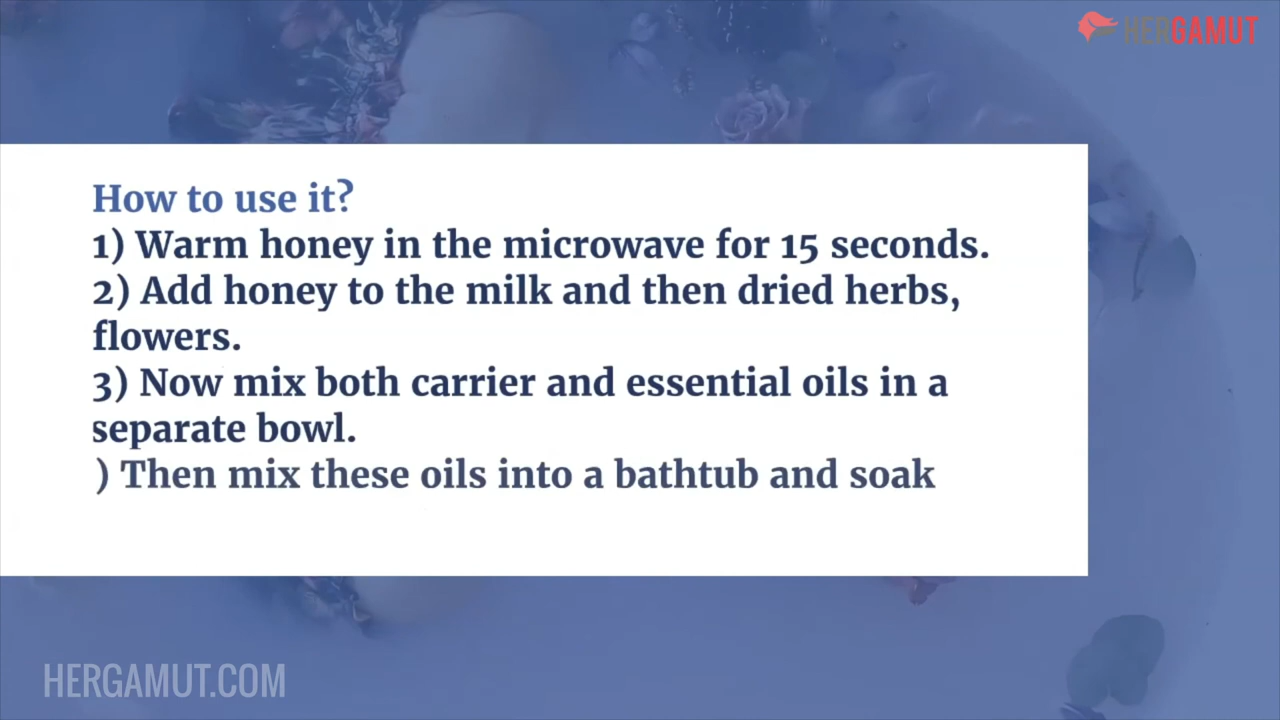 HERGAMUT
How to use it?
1) Warm honey in the microwave for 15 seconds.
2) Add honey to the milk and then dried herbs,
flowers.
3) Now mix both carrier and essential oils in a
separate bowl.
) Then mix these oils into a bathtub and soak
HERGAMUT.COM